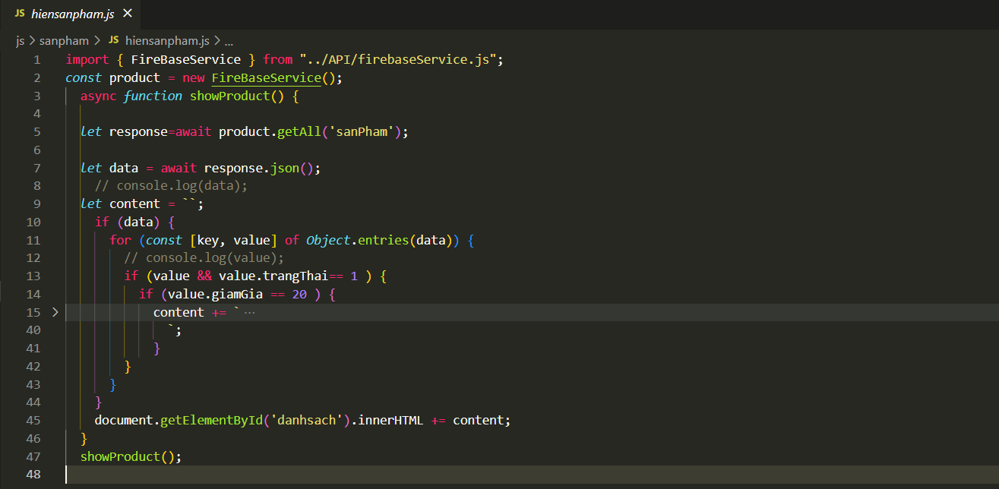 JS hiensanpham.js ×
js > sanpham > JS hiensanpham.js > ...
1 import { FireBaseService } from "../API/firebaseService.js";
2 const product = new FireBaseService();
3 async function showProduct() {
4
5 let response=await product.getAll('sanPham');
6
7 let data = await response.json();
8 // console.log(data);
9 let content = ``;
10 if (data) {
11 for (const [key, value] of Object.entries(data)) {
12 // console.log(value);
13 if (value && value.trangThai== 1 ) {
14 if (value.giamGia == 20 ) {
15 > content += ` ...
40 `;
41 }
42 }
43 }
44 }
45 document.getElementById('danhsach').innerHTML += content;
46 }
47 showProduct();
48